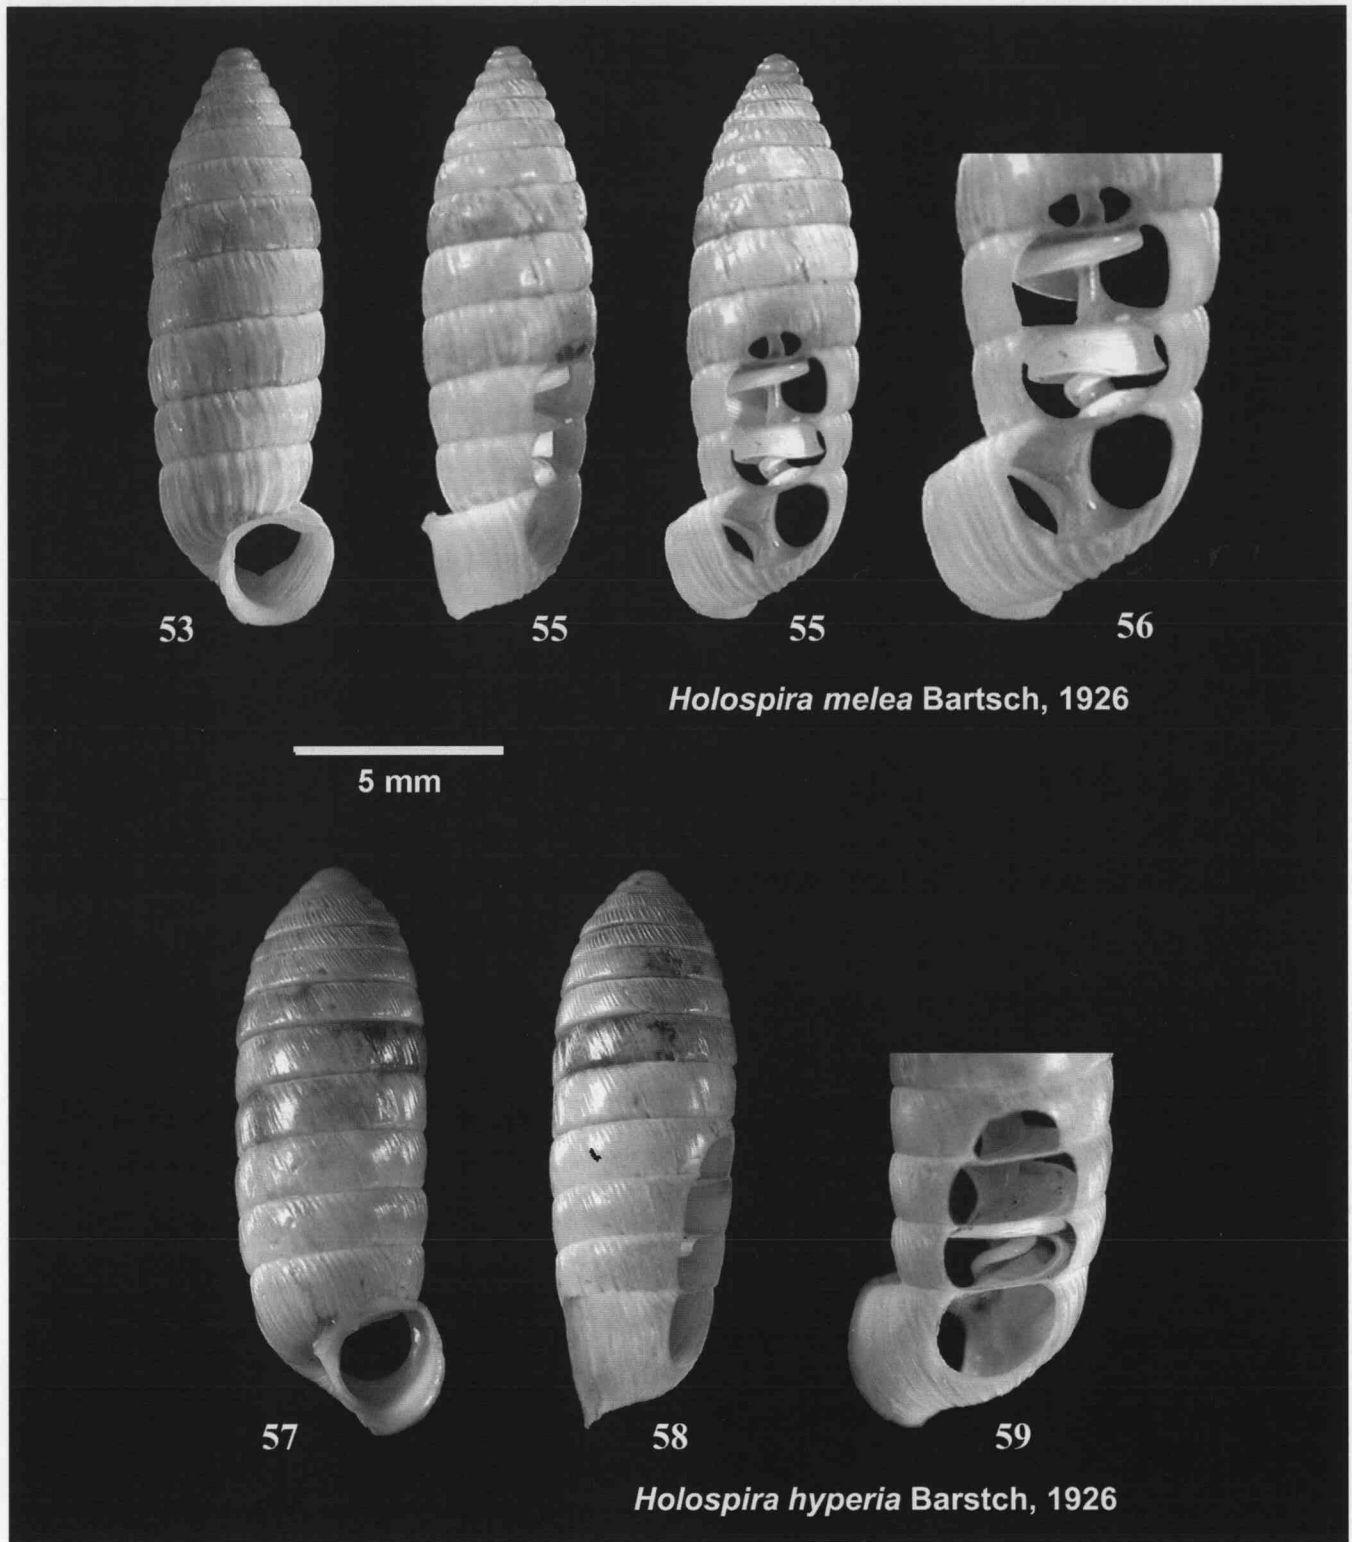 53 55 55 56
Holospira melea Bartsch, 1926
5 mm
57 58 59
Holospira hyperia Barstch, 1926